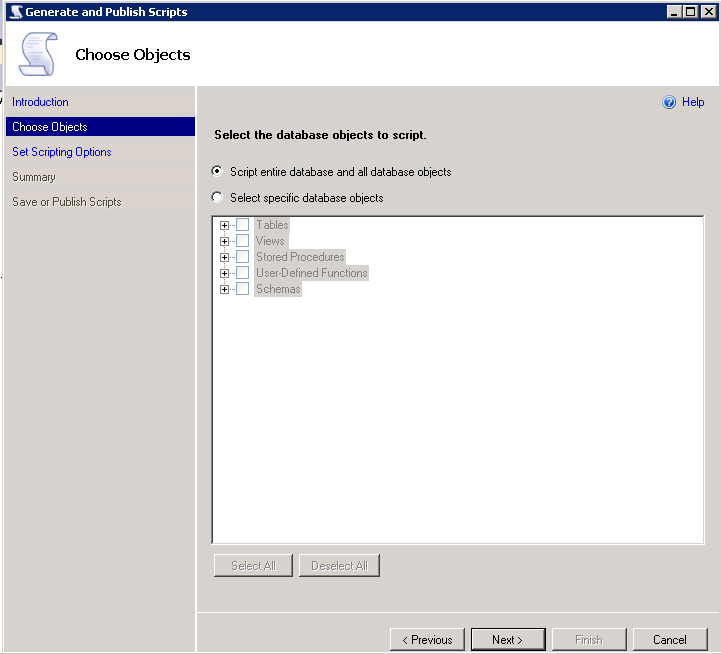 Generate and Publish Scripts
Choose Objects
Introduction
Choose Objects
Set Scripting Options
Summary
Save or Publish Scripts
Help
Select the database objects to script.
Script entire database and all database objects
Select specific database objects
Tables
Views
Stored Procedures
User-Defined Functions
Schemas
Select All
Deselect All
< Previous
Next >
Finish
Cancel